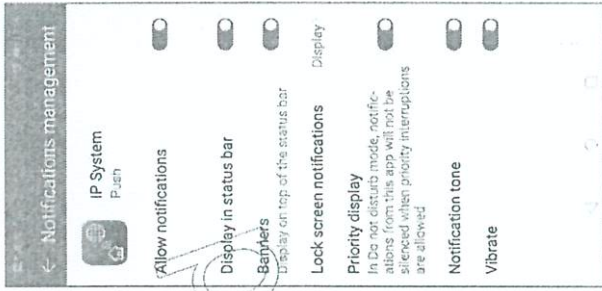 ← Notifications management
IP System
Push
Allow notifications
Display in status bar
Banners
Display on top of the status bar
Lock screen notifications Display
Priority display
In Do not disturb mode, notific-
ations from this app will not be
silenced when priority interruptions
are allowed
Notification tone
Vibrate